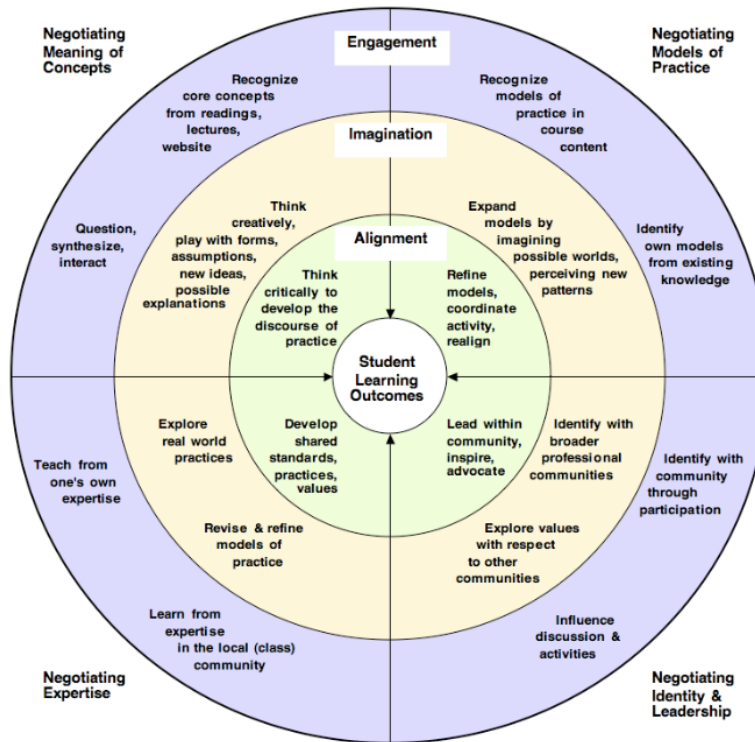 Negotiating
Meaning of
Concepts
Engagement
Negotiating
Models of
Practice
Recognize
core concepts
from readings,
lectures,
website
Recognize
models of
practice in
course
content
Imagination
Question,
synthesize,
interact
Think
creatively,
play with forms,
assumptions,
new ideas,
possible
explanations
Expand
models by
imagining
possible worlds,
perceiving new
patterns
Identify
own models
from existing
knowledge
Alignment
Think
critically to
develop the
discourse of
practice
Refine
models,
coordinate
activity,
realign
Student
Learning
Outcomes
Explore
real world
practices
Develop
shared
standards,
practices,
values
Lead within
community,
inspire,
advocate
Identify with
broader
professional
communities
Teach from
one's own
expertise
Identify with
community
through
participation
Revise & refine
models of
practice
Explore values
with respect
to other
communities
Learn from
expertise
in the local (class)
community
Influence
discussion &
activities
Negotiating
Expertise
Negotiating
Identity &
Leadership